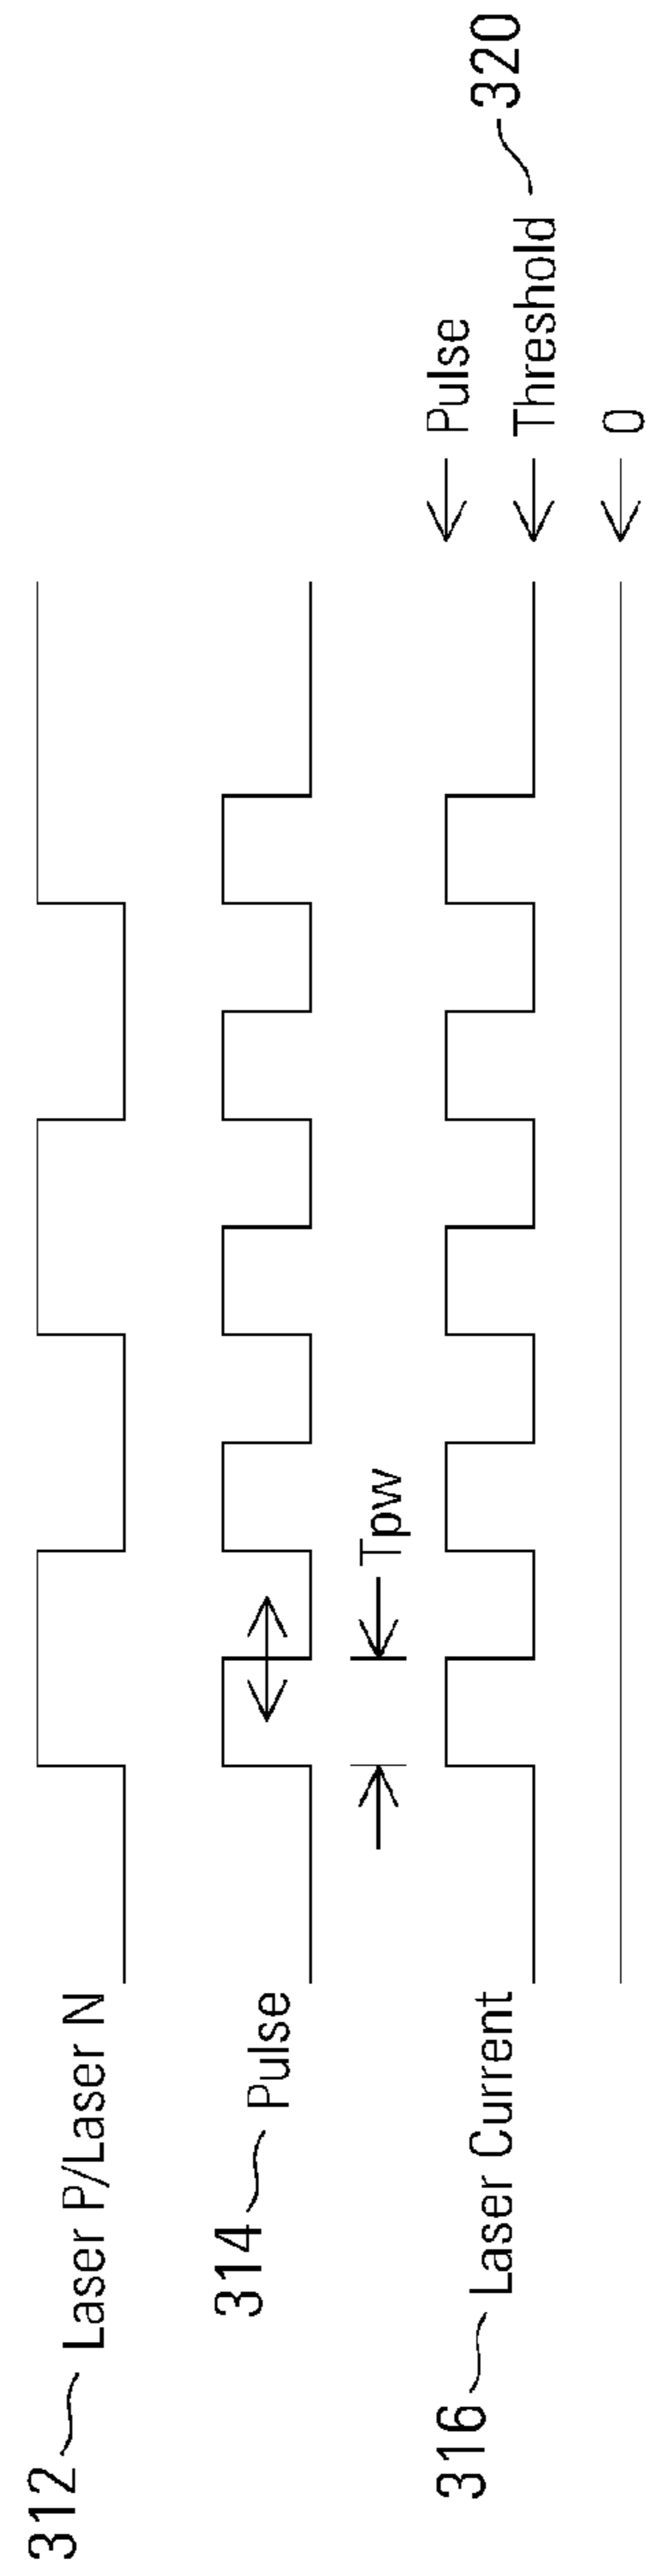 312 Laser P/Laser N
314 Pulse
Tpw
316 Laser Current
Pulse
Threshold 320
0